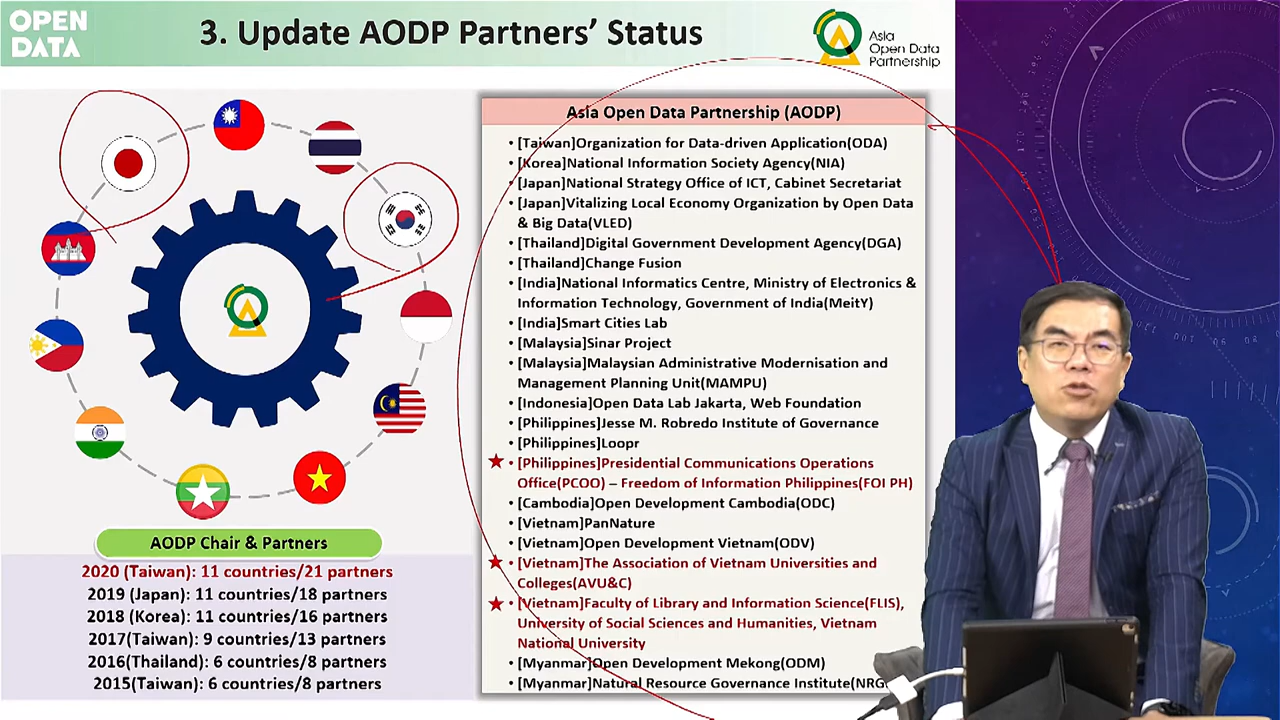 OPEN
DATA
3. Update AODP Partners’ Status
Asia
Open Data
Partnership
AODP Chair & Partners
2020 (Taiwan): 11 countries/21 partners
2019 (Japan): 11 countries/18 partners
2018 (Korea): 11 countries/16 partners
2017(Taiwan): 9 countries/13 partners
2016(Thailand): 6 countries/8 partners
2015(Taiwan): 6 countries/8 partners
Asia Open Data Partnership (AODP)
• [Taiwan]Organization for Data-driven Application(ODA)
• [Korea]National Information Society Agency(NIA)
• [Japan]National Strategy Office of ICT, Cabinet Secretariat
• [Japan]Vitalizing Local Economy Organization by Open Data
& Big Data(VLED)
• [Thailand]Digital Government Development Agency(DGA)
• [Thailand]Change Fusion
• [India]National Informatics Centre, Ministry of Electronics &
Information Technology, Government of India(MeitY)
• [India]Smart Cities Lab
• [Malaysia]Sinar Project
• [Malaysia]Malaysian Administrative Modernisation and
Management Planning Unit(MAMPU)
• [Indonesia]Open Data Lab Jakarta, Web Foundation
• [Philippines]Jesse M. Robredo Institute of Governance
• [Philippines]Loopr
• [Philippines]Presidential Communications Operations
Office(PCOO) – Freedom of Information Philippines(FOI PH)
• [Cambodia]Open Development Cambodia(ODC)
• [Vietnam]PanNature
• [Vietnam]Open Development Vietnam(ODV)
• [Vietnam]The Association of Vietnam Universities and
Colleges(AVU&C)
• [Vietnam]Faculty of Library and Information Science(FLIS),
University of Social Sciences and Humanities, Vietnam
National University
• [Myanmar]Open Development Mekong(ODM)
• [Myanmar]Natural Resource Governance Institute(NRG